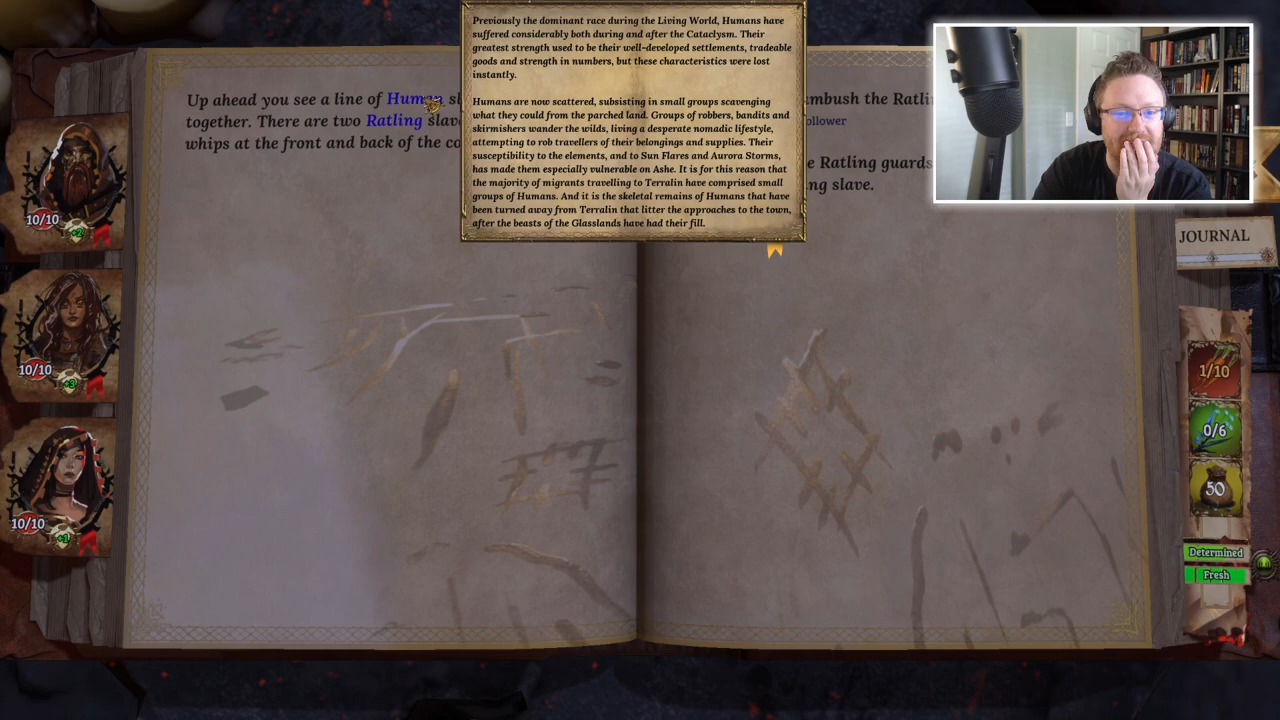 Previously the dominant race during the Living World, Humans have
suffered considerably both during and after the Cataclysm. Their
greatest strength used to be their well-developed settlements, tradeable
goods and strength in numbers, but these characteristics were lost
instantly.
Humans are now scattered, subsisting in small groups scavenging
what they could from the parched land. Groups of robbers, bandits and
skirmishers wander the wilds, living a desperate nomadic lifestyle,
attempting to rob travellers of their belongings and supplies. Their
susceptibility to the elements, and to Sun Flares and Aurora Storms,
has made them especially vulnerable on Ashe. It is for this reason that
the majority of migrants travelling to Terralin have comprised small
groups of Humans. And it is the skeletal remains of Humans that have
been turned away from Terralin that litter the approaches to the town,
after the beasts of the Glasslands have had their fill.
Up ahead you see a line of Human
together. There are two Ratling
whips at the front and back of the
the
Ratling guards
slave.
JOURNAL
10/10
+2
10/10
+3
10/10
+1
1/10
0/6
50
Determined
Fresh